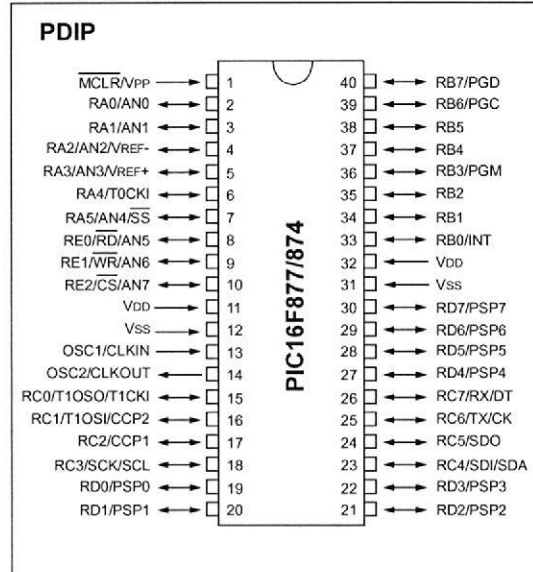 PDIP
MCLR/VPP 1 40 RB7/PGD
RA0/AN0 2 39 RB6/PGC
RA1/AN1 3 38 RB5
RA2/AN2/VREF- 4 37 RB4
RA3/AN3/VREF+ 5 36 RB3/PGM
RA4/T0CKI 6 35 RB2
RA5/AN4/SS 7 34 RB1
RE0/RD/AN5 8 33 RB0/INT
RE1/WR/AN6 9 32 VDD
RE2/CS/AN7 10 31 VSS
VDD 11 30 RD7/PSP7
VSS 12 29 RD6/PSP6
OSC1/CLKIN 13 28 RD5/PSP5
OSC2/CLKOUT 14 27 RD4/PSP4
RC0/T1OSO/T1CKI 15 26 RC7/RX/DT
RC1/T1OSI/CCP2 16 25 RC6/TX/CK
RC2/CCP1 17 24 RC5/SDO
RC3/SCK/SCL 18 23 RC4/SDI/SDA
RD0/PSP0 19 22 RD3/PSP3
RD1/PSP1 20 21 RD2/PSP2
PIC16F877/874